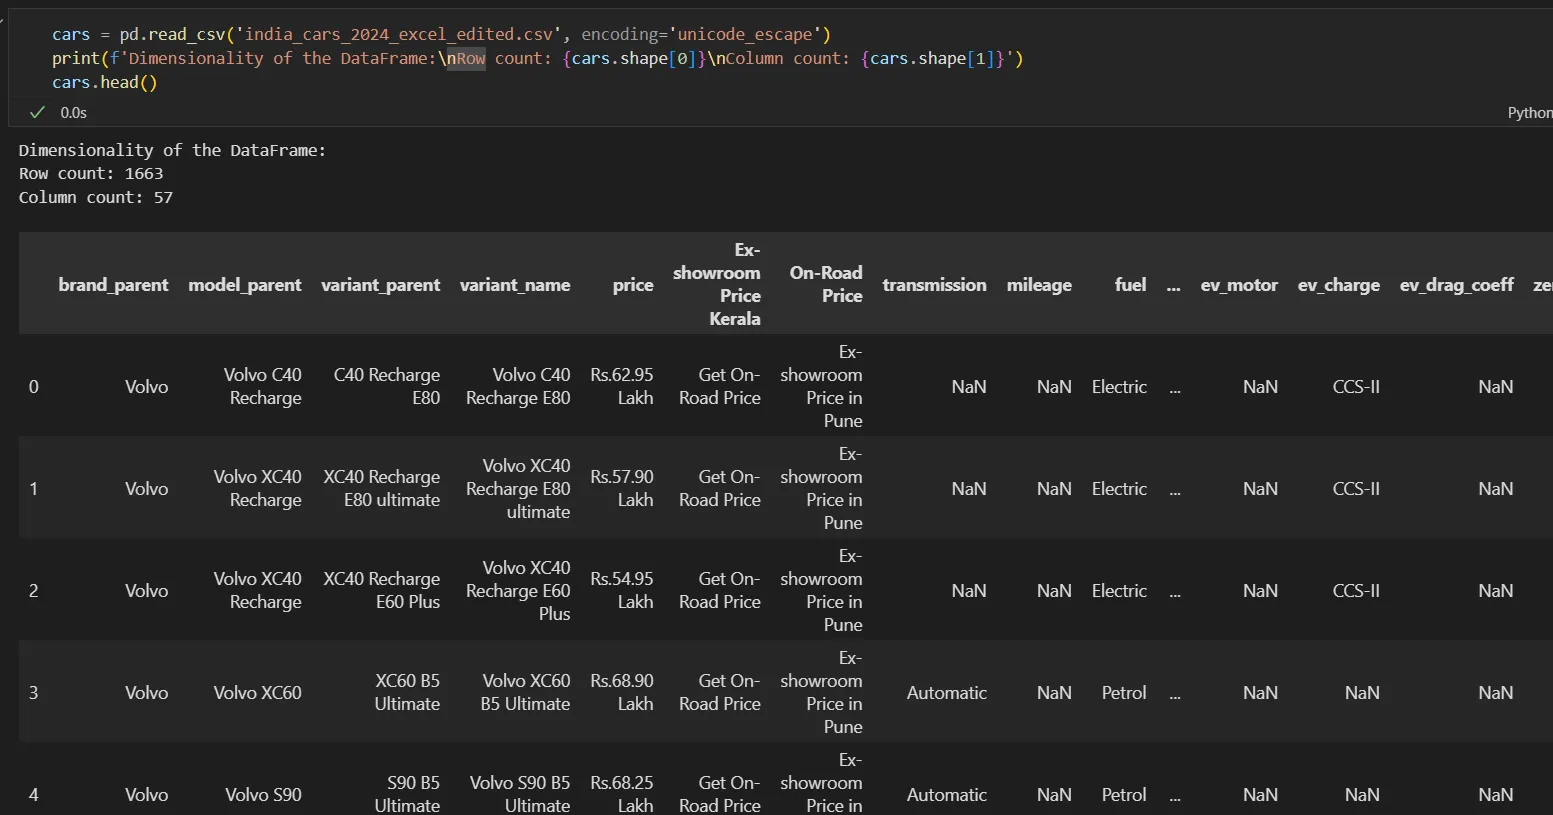 cars = pd.read_csv('india_cars_2024_excel_edited.csv', encoding='unicode_escape')
print(f'Dimensionality of the DataFrame:\nRow count: {cars.shape[0]}\nColumn count: {cars.shape[1]}')
cars.head()
0.0s
Python
Dimensionality of the DataFrame:
Row count: 1663
Column count: 57
brand_parent model_parent variant_parent variant_name price Ex-showroom Price Kerala On-Road Price transmission mileage fuel ... ev_motor ev_charge ev_drag_coeff
0 Volvo Volvo C40 Recharge C40 Recharge E80 Volvo C40 Recharge E80 Rs.62.95 Lakh Get On-Road Price Ex-showroom Price in Pune NaN NaN Electric ... NaN CCS-II NaN
1 Volvo Volvo XC40 Recharge XC40 Recharge E80 ultimate Volvo XC40 Recharge E80 ultimate Rs.57.90 Lakh Get On-Road Price Ex-showroom Price in Pune NaN NaN Electric ... NaN CCS-II NaN
2 Volvo Volvo XC40 Recharge XC40 Recharge E60 Plus Volvo XC40 Recharge E60 Plus Rs.54.95 Lakh Get On-Road Price Ex-showroom Price in Pune NaN NaN Electric ... NaN CCS-II NaN
3 Volvo Volvo XC60 XC60 B5 Ultimate Volvo XC60 B5 Ultimate Rs.68.90 Lakh Get On-Road Price Ex-showroom Price in Pune Automatic NaN Petrol ... NaN NaN NaN
4 Volvo Volvo S90 S90 B5 Ultimate Volvo S90 B5 Ultimate Rs.68.25 Lakh Get On-Road Price Ex-showroom Price in Automatic NaN Petrol ... NaN NaN NaN